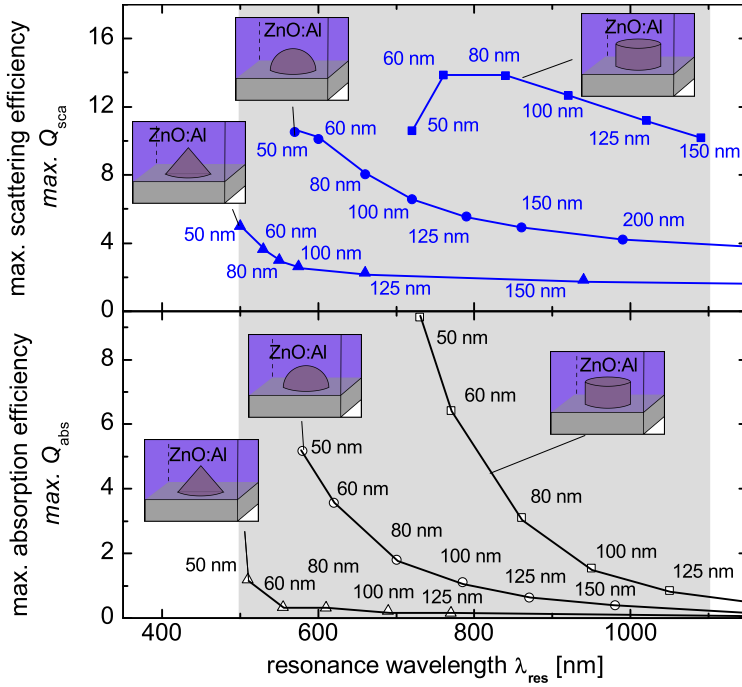 max. scattering efficiency
max. Q_sca
16
12
8
4
0
ZnO:Al
ZnO:Al
ZnO:Al
60 nm
80 nm
50 nm
100 nm
125 nm
150 nm
50 nm
60 nm
80 nm
100 nm
125 nm
150 nm
200 nm
50 nm
60 nm
80 nm
100 nm
125 nm
150 nm
max. absorption efficiency
max. Q_abs
8
6
4
2
0
ZnO:Al
ZnO:Al
ZnO:Al
50 nm
60 nm
80 nm
100 nm
125 nm
50 nm
60 nm
80 nm
100 nm
125 nm
150 nm
50 nm
60 nm
80 nm
100 nm
125 nm
400
600
800
1000
resonance wavelength λ_res [nm]